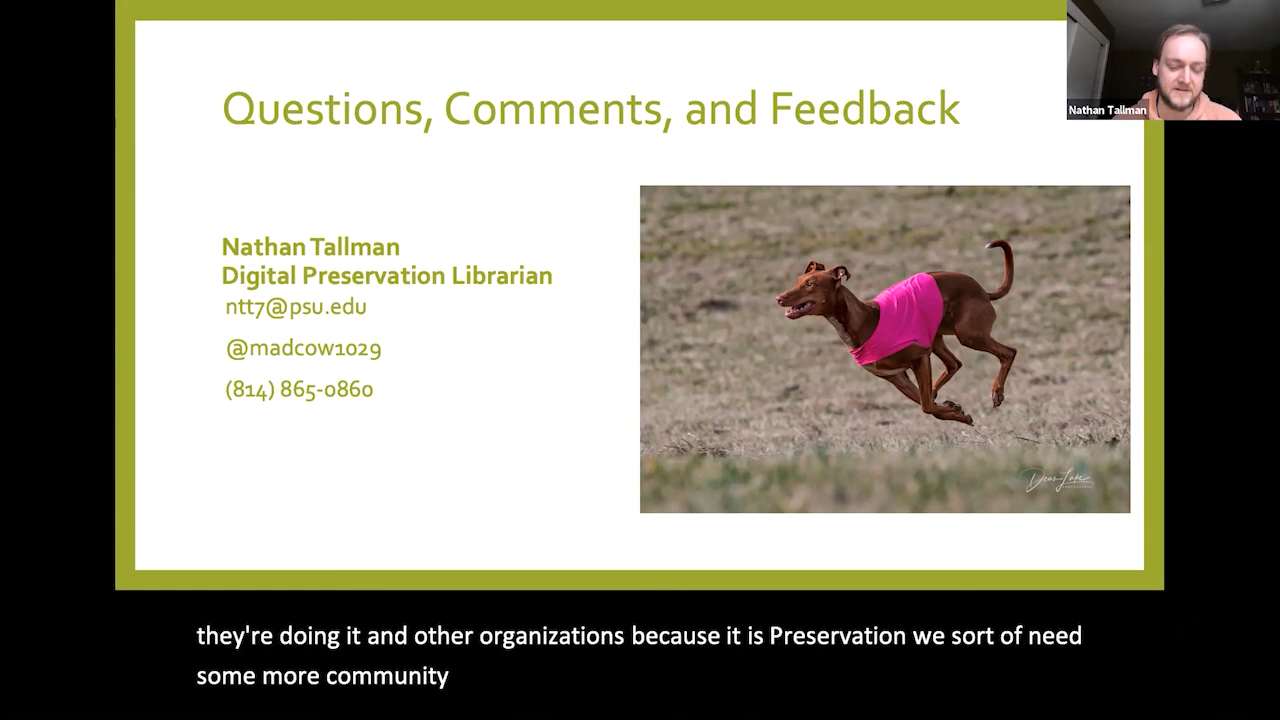 Questions, Comments, and Feedback
Nathan Tallman
Nathan Tallman
Digital Preservation Librarian
ntt7@psu.edu
@madcow1029
(814) 865-0860
they're doing it and other organizations because it is Preservation we sort of need
some more community